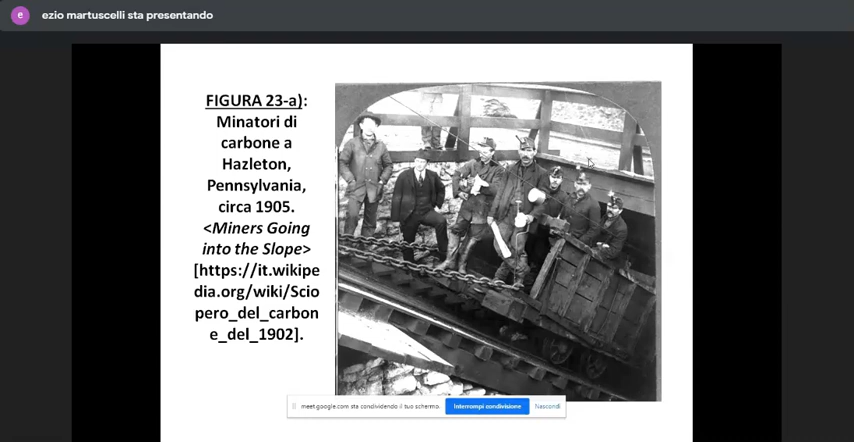 e
ezio martuscelli sta presentando
FIGURA 23-a):
Minatori di
carbone a
Hazleton,
Pennsylvania,
circa 1905.
<Miners Going
into the Slope>
[https://it.wikipe
dia.org/wiki/Scio
pero_del_carbon
e_del_1902].
meet.google.com sta condividendo il tuo schermo.
Interrompi condivisione
Nascondi